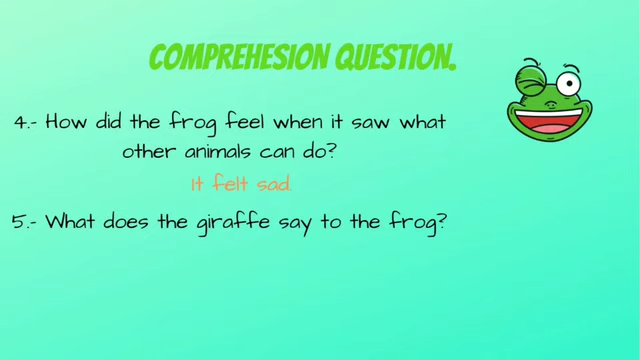 COMPREHESION QUESTION.
4.- How did the frog feel when it saw what
other animals can do?
It felt sad.
5.- What does the giraffe say to the frog?